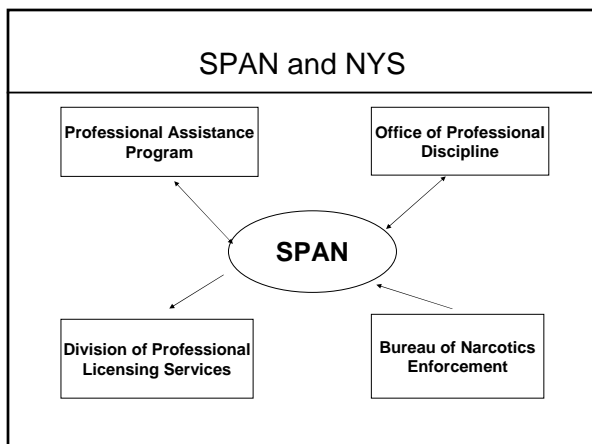 SPAN and NYS
Professional Assistance
Program
Office of Professional
Discipline
SPAN
Division of Professional
Licensing Services
Bureau of Narcotics
Enforcement